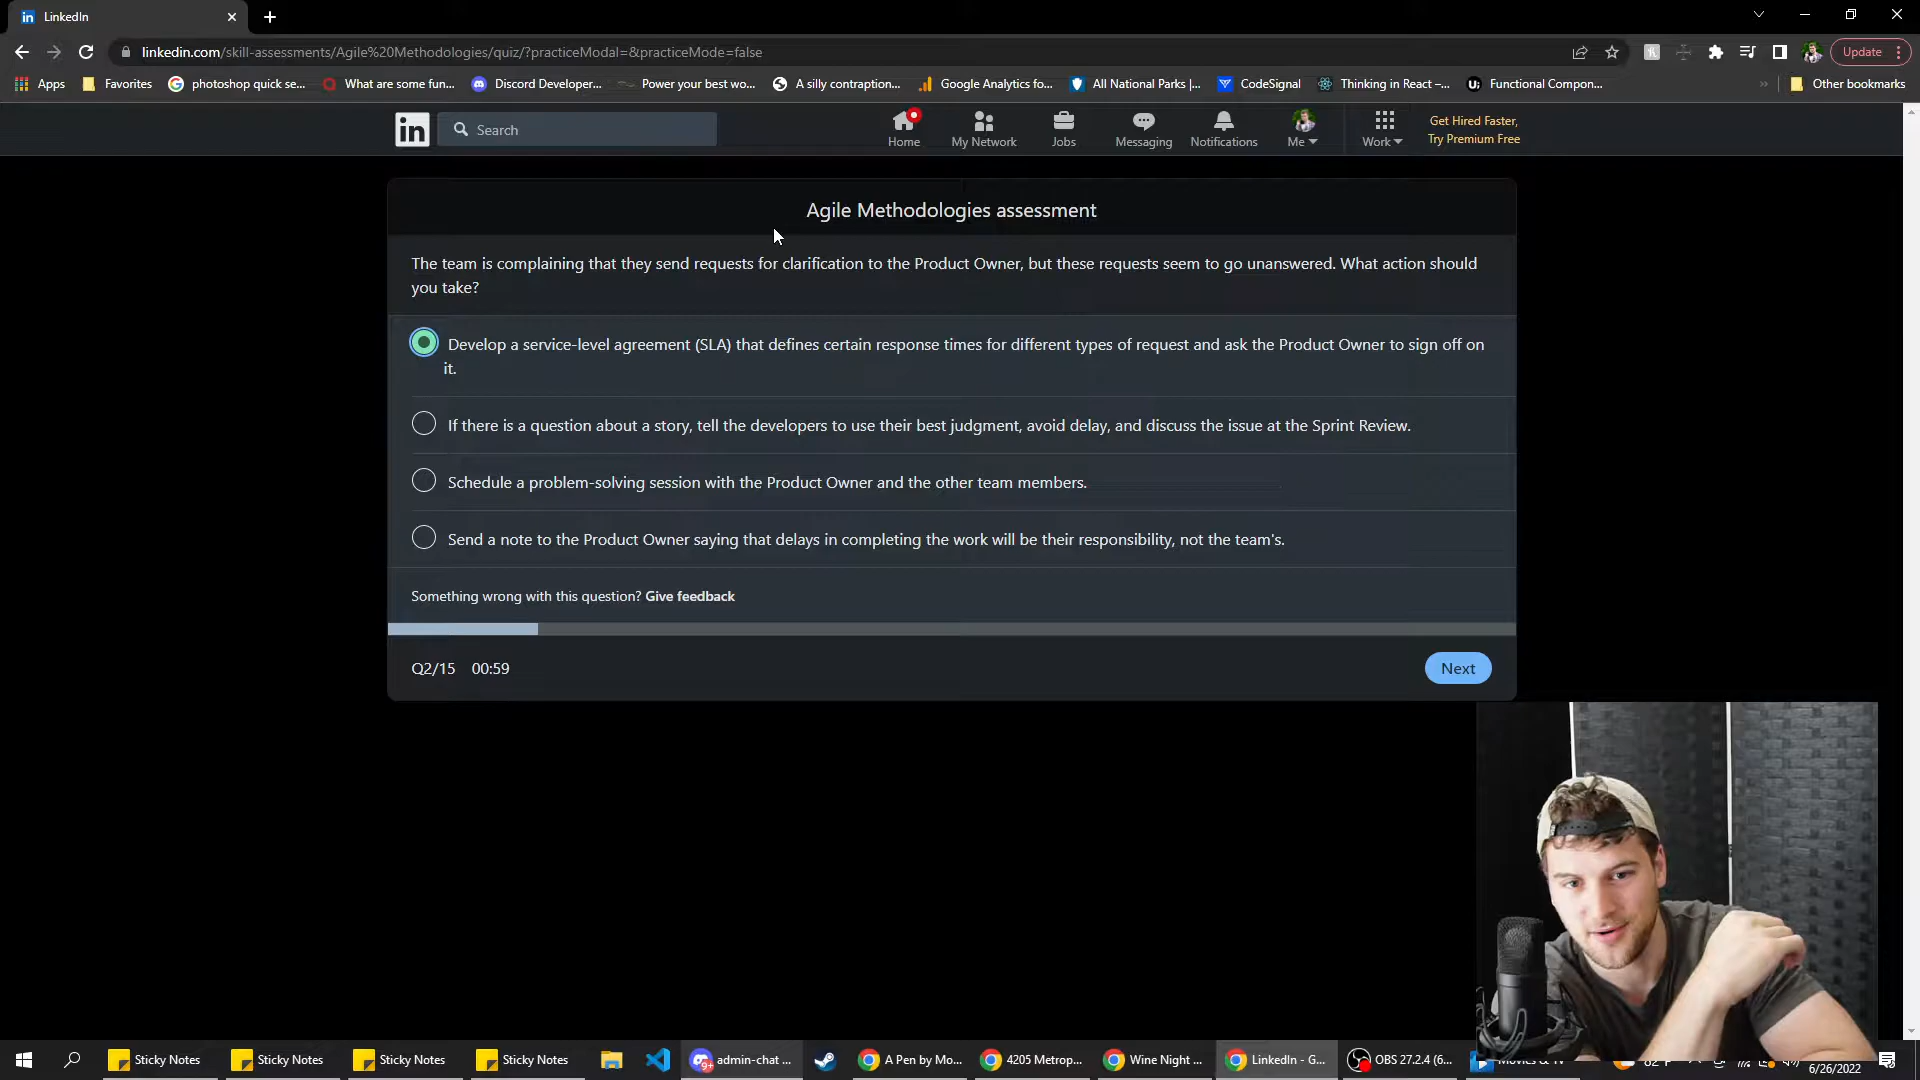 LinkedIn
linkedin.com/skill-assessments/Agile%20Methodologies/quiz/?practiceModal=&practiceMode=false
Update
Apps
Favorites
photoshop quick se...
What are some fun...
Discord Developer...
Power your best wo...
A silly contraption...
Google Analytics fo...
All National Parks |...
CodeSignal
Thinking in React –...
Functional Compon...
»
Other bookmarks
in
Search
Home
My Network
Jobs
Messaging
Notifications
Me
Work
Get Hired Faster,
Try Premium Free
Agile Methodologies assessment
The team is complaining that they send requests for clarification to the Product Owner, but these requests seem to go unanswered. What action should
you take?
Develop a service-level agreement (SLA) that defines certain response times for different types of request and ask the Product Owner to sign off on
it.
If there is a question about a story, tell the developers to use their best judgment, avoid delay, and discuss the issue at the Sprint Review.
Schedule a problem-solving session with the Product Owner and the other team members.
Send a note to the Product Owner saying that delays in completing the work will be their responsibility, not the team's.
Something wrong with this question? Give feedback
Q2/15 00:59
Next
Sticky Notes
Sticky Notes
Sticky Notes
Sticky Notes
9+
admin-chat ...
A Pen by Mo...
4205 Metrop...
Wine Night ...
LinkedIn - G...
OBS 27.2.4 (6...
6/26/2022